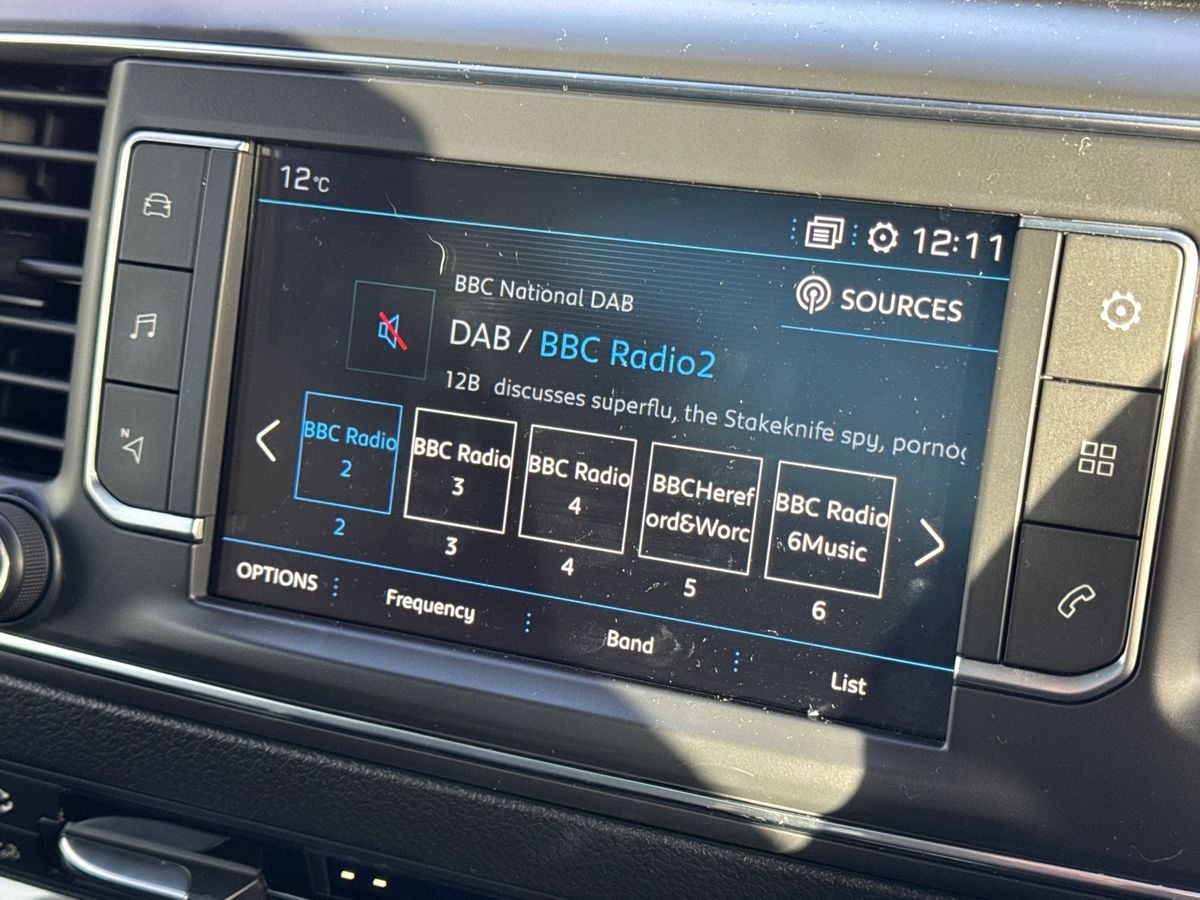 12°C
12:11
SOURCES
BBC National DAB
DAB / BBC Radio2
12B discusses superflu, the Stakeknife spy, pornog
BBC Radio
2
BBC Radio
3
BBC Radio
4
BBCHeref
ord&Worc
BBC Radio
6Music
2
3
4
5
6
OPTIONS
Frequency
Band
List
N